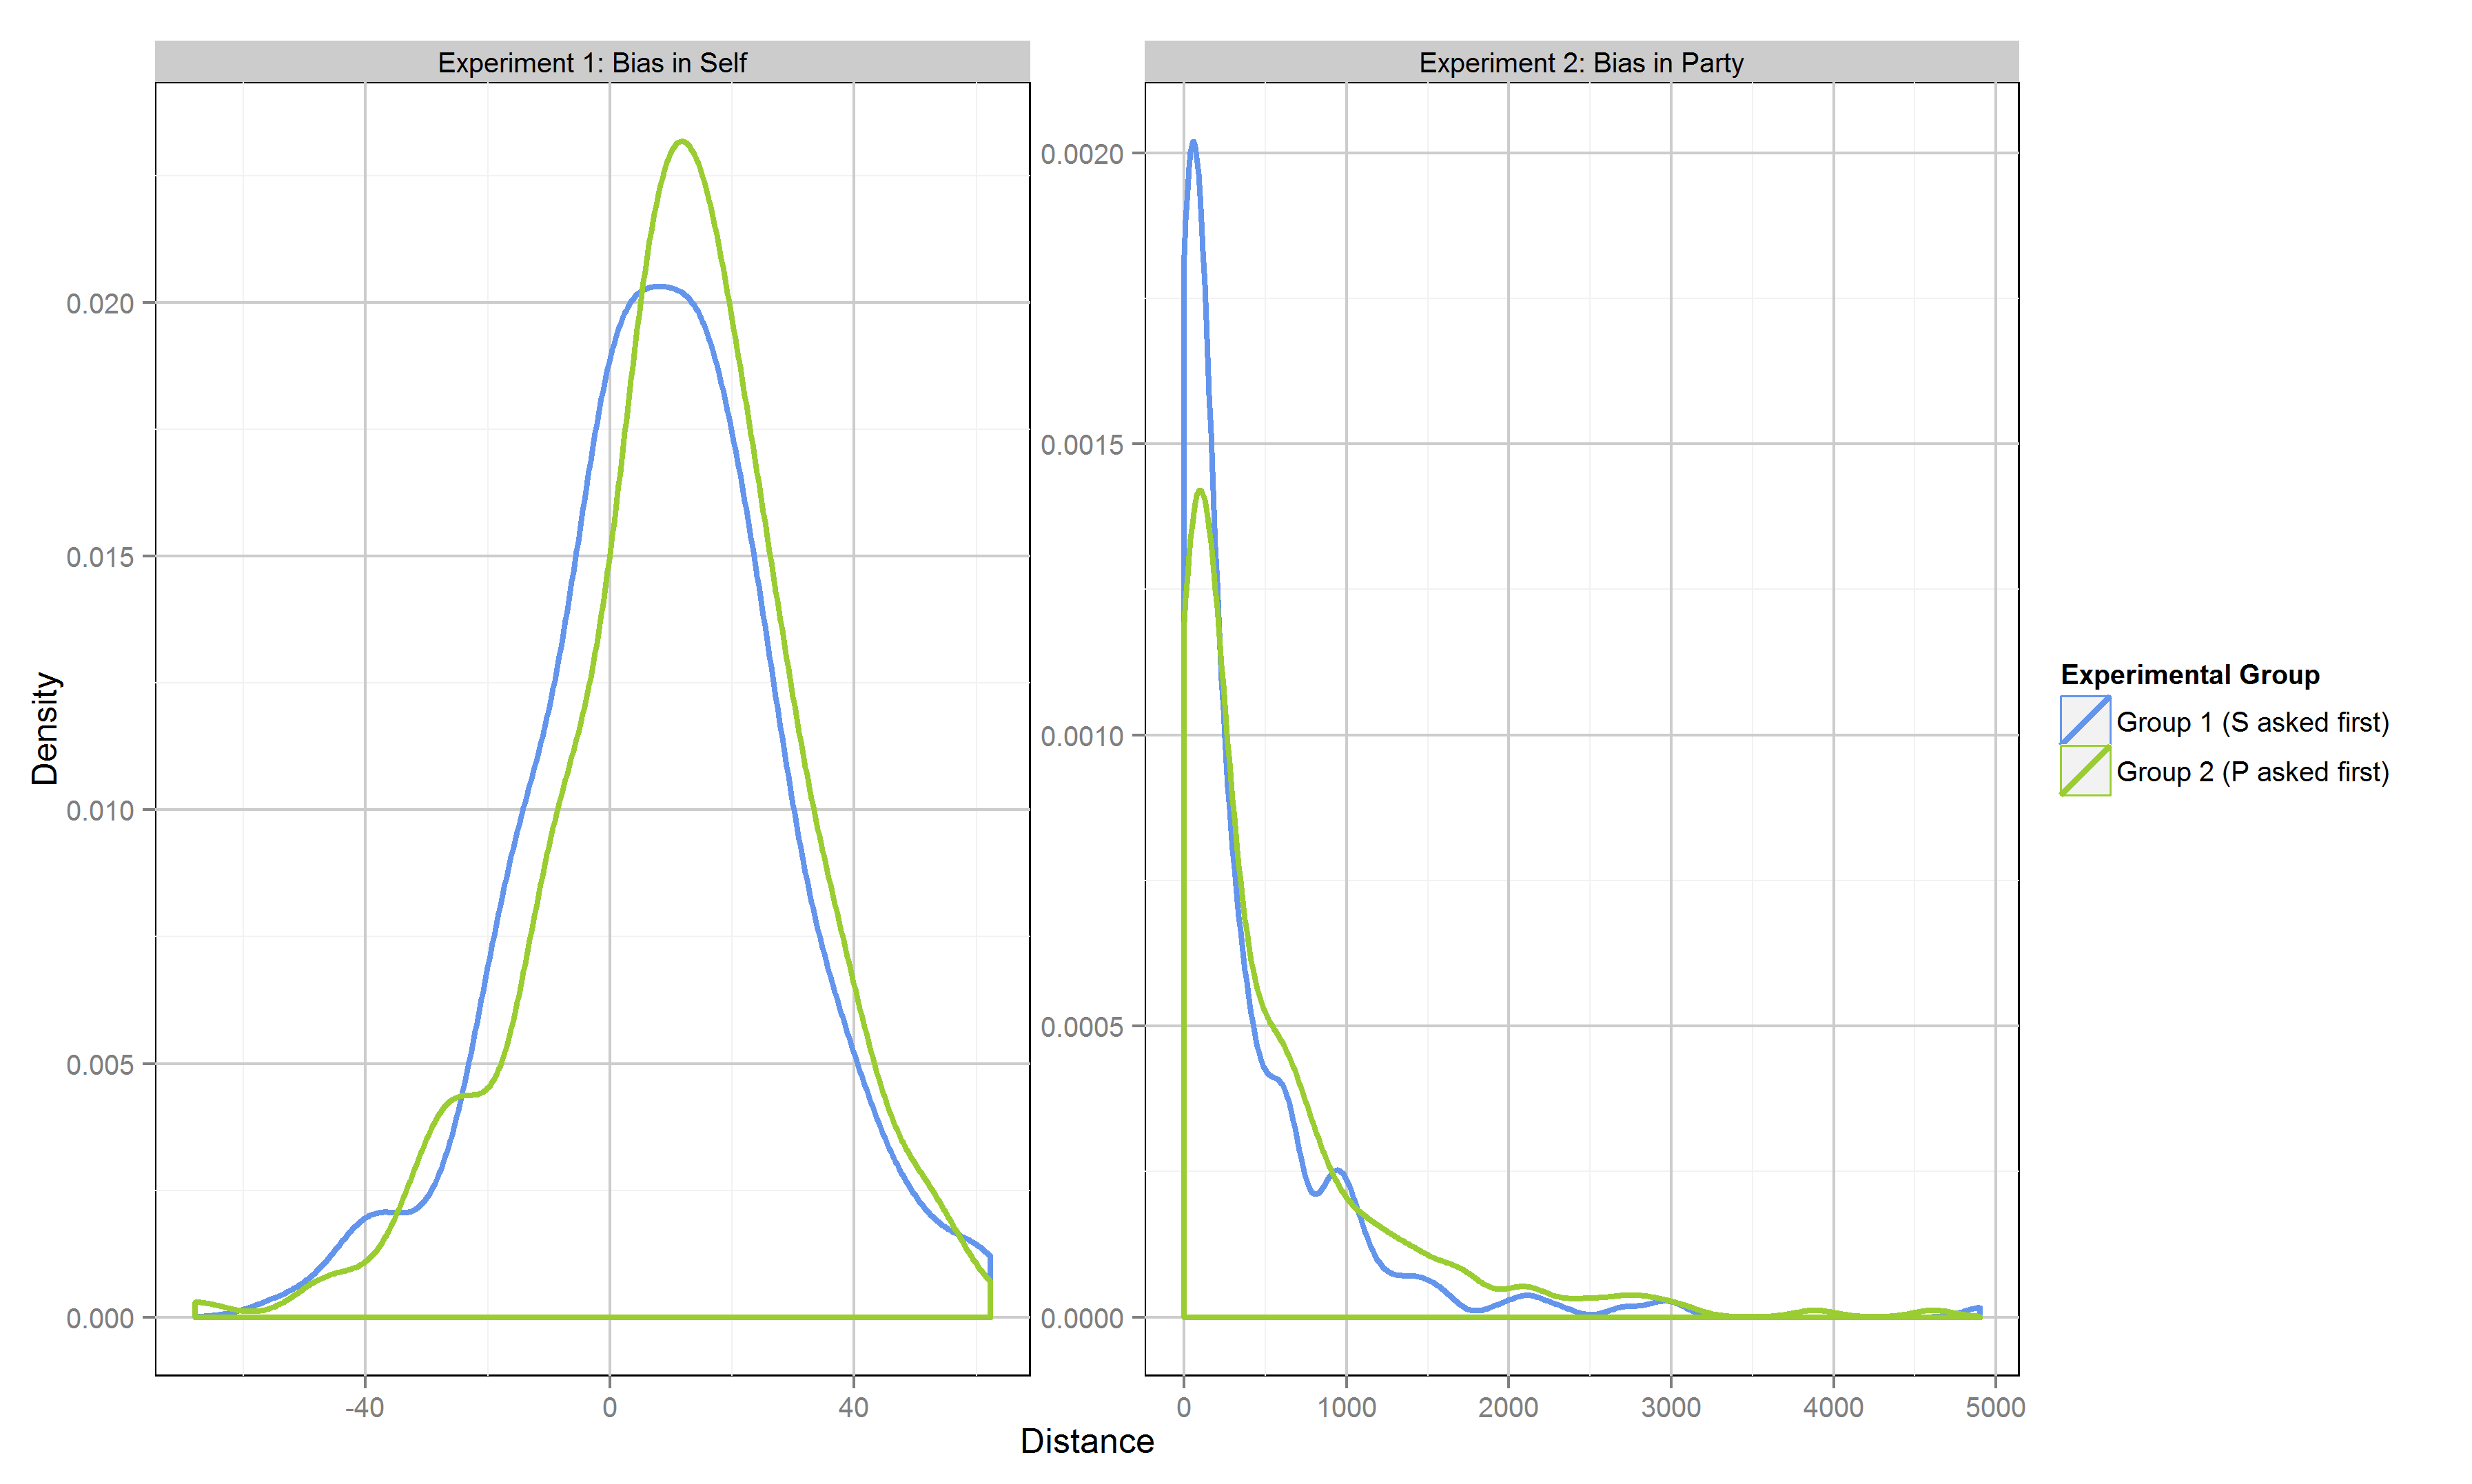 Experiment 1: Bias in Self
Experiment 2: Bias in Party
Density
0.020
0.015
0.010
0.005
0.000
-40 0 40
0.0020
0.0015
0.0010
0.0005
0.0000
0 1000 2000 3000 4000 5000
Distance
Experimental Group
Group 1 (S asked first)
Group 2 (P asked first)